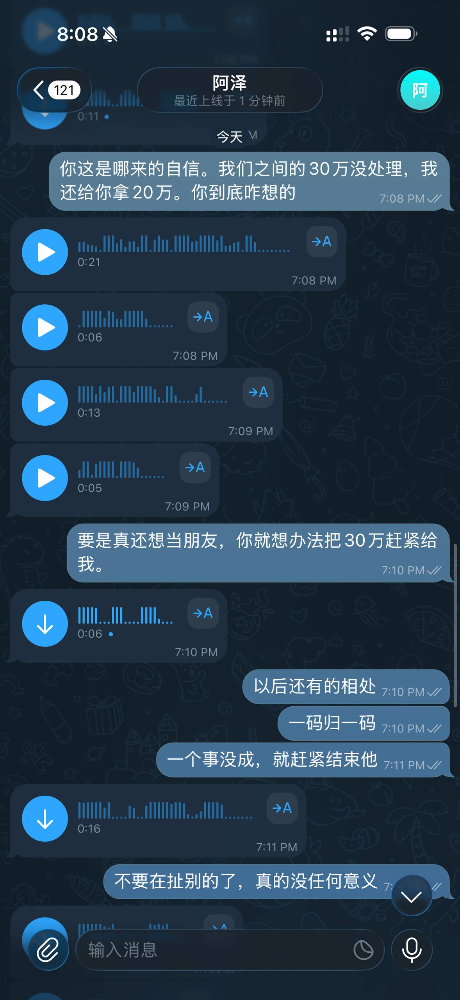 8:08
121
阿泽
最近上线于 1 分钟前
阿
0:11
今天
你这是哪来的自信。我们之间的30万没处理，我
还给你拿20万。你到底咋想的
7:08 PM
→A
0:21
7:08 PM
→A
0:06
7:08 PM
→A
0:13
7:09 PM
→A
0:05
7:09 PM
要是真还想当朋友，你就想办法把30万赶紧给
我。
7:10 PM
→A
0:06
7:10 PM
以后还有的相处 7:10 PM
一码归一码 7:10 PM
一个事没成，就赶紧结束他 7:11 PM
→A
0:16
7:11 PM
不要在扯别的了，真的没任何意义
输入消息